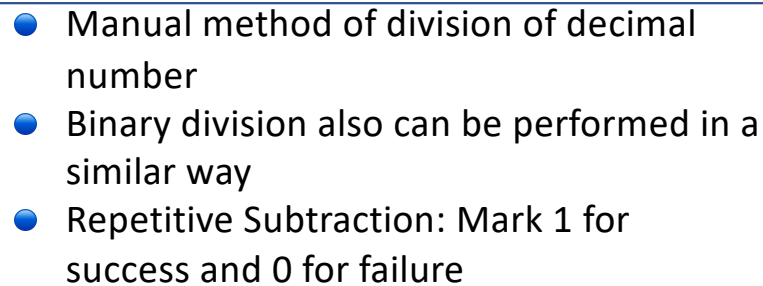 Manual method of division of decimal
number
Binary division also can be performed in a
similar way
Repetitive Subtraction: Mark 1 for
success and 0 for failure